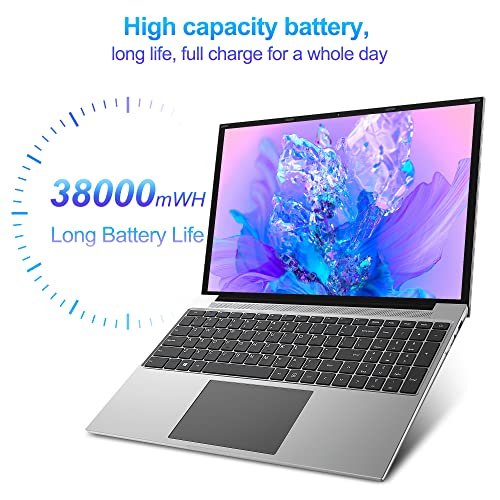 High capacity battery,
long life, full charge for a whole day
38000mWH
Long Battery Life